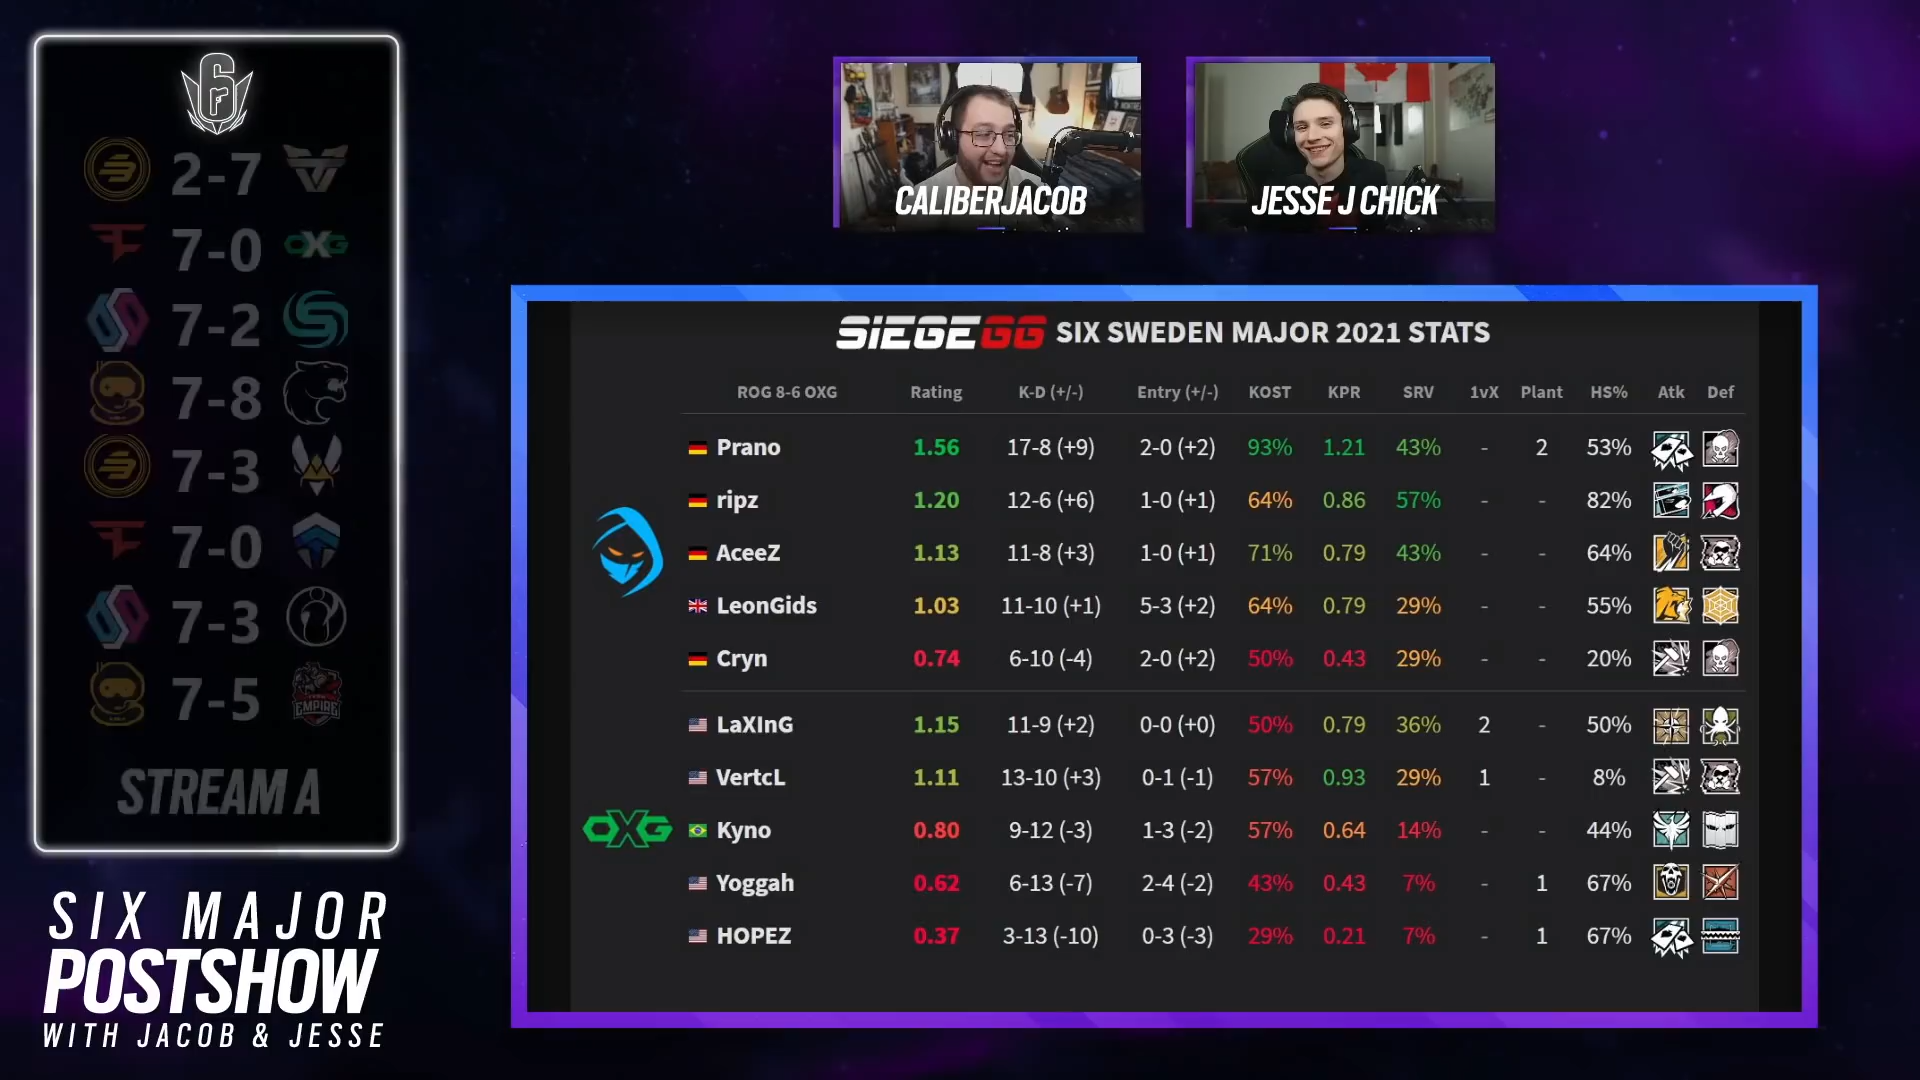 2-7
7-0
OXG
7-2
7-8
7-3
7-0
7-3
7-5
EMPIRE
STREAM A
SIX MAJOR
POSTSHOW
WITH JACOB & JESSE
CALIBERJACOB
JESSE J CHICK
SIEGEGG SIX SWEDEN MAJOR 2021 STATS
ROG 8-6 OXG Rating K-D (+/-) Entry (+/-) KOST KPR SRV 1vX Plant HS% Atk Def
Prano 1.56 17-8 (+9) 2-0 (+2) 93% 1.21 43% - 2 53%
ripz 1.20 12-6 (+6) 1-0 (+1) 64% 0.86 57% - - 82%
AceeZ 1.13 11-8 (+3) 1-0 (+1) 71% 0.79 43% - - 64%
LeonGids 1.03 11-10 (+1) 5-3 (+2) 64% 0.79 29% - - 55%
Cryn 0.74 6-10 (-4) 2-0 (+2) 50% 0.43 29% - - 20%
LaXInG 1.15 11-9 (+2) 0-0 (+0) 50% 0.79 36% 2 - 50%
VertcL 1.11 13-10 (+3) 0-1 (-1) 57% 0.93 29% 1 - 8%
OXG
Kyno 0.80 9-12 (-3) 1-3 (-2) 57% 0.64 14% - - 44%
Yoggah 0.62 6-13 (-7) 2-4 (-2) 43% 0.43 7% - 1 67%
HOPEZ 0.37 3-13 (-10) 0-3 (-3) 29% 0.21 7% - 1 67%